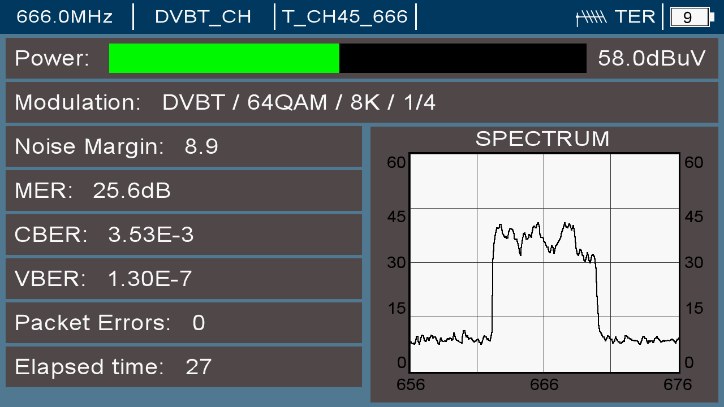 666.0MHz DVBT_CH T_CH45_666 TER 9
Power: 58.0dBuV
Modulation: DVBT / 64QAM / 8K / 1/4
Noise Margin: 8.9
MER: 25.6dB
CBER: 3.53E-3
VBER: 1.30E-7
Packet Errors: 0
Elapsed time: 27
SPECTRUM
60 60
45 45
30 30
15 15
0 0
656 666 676